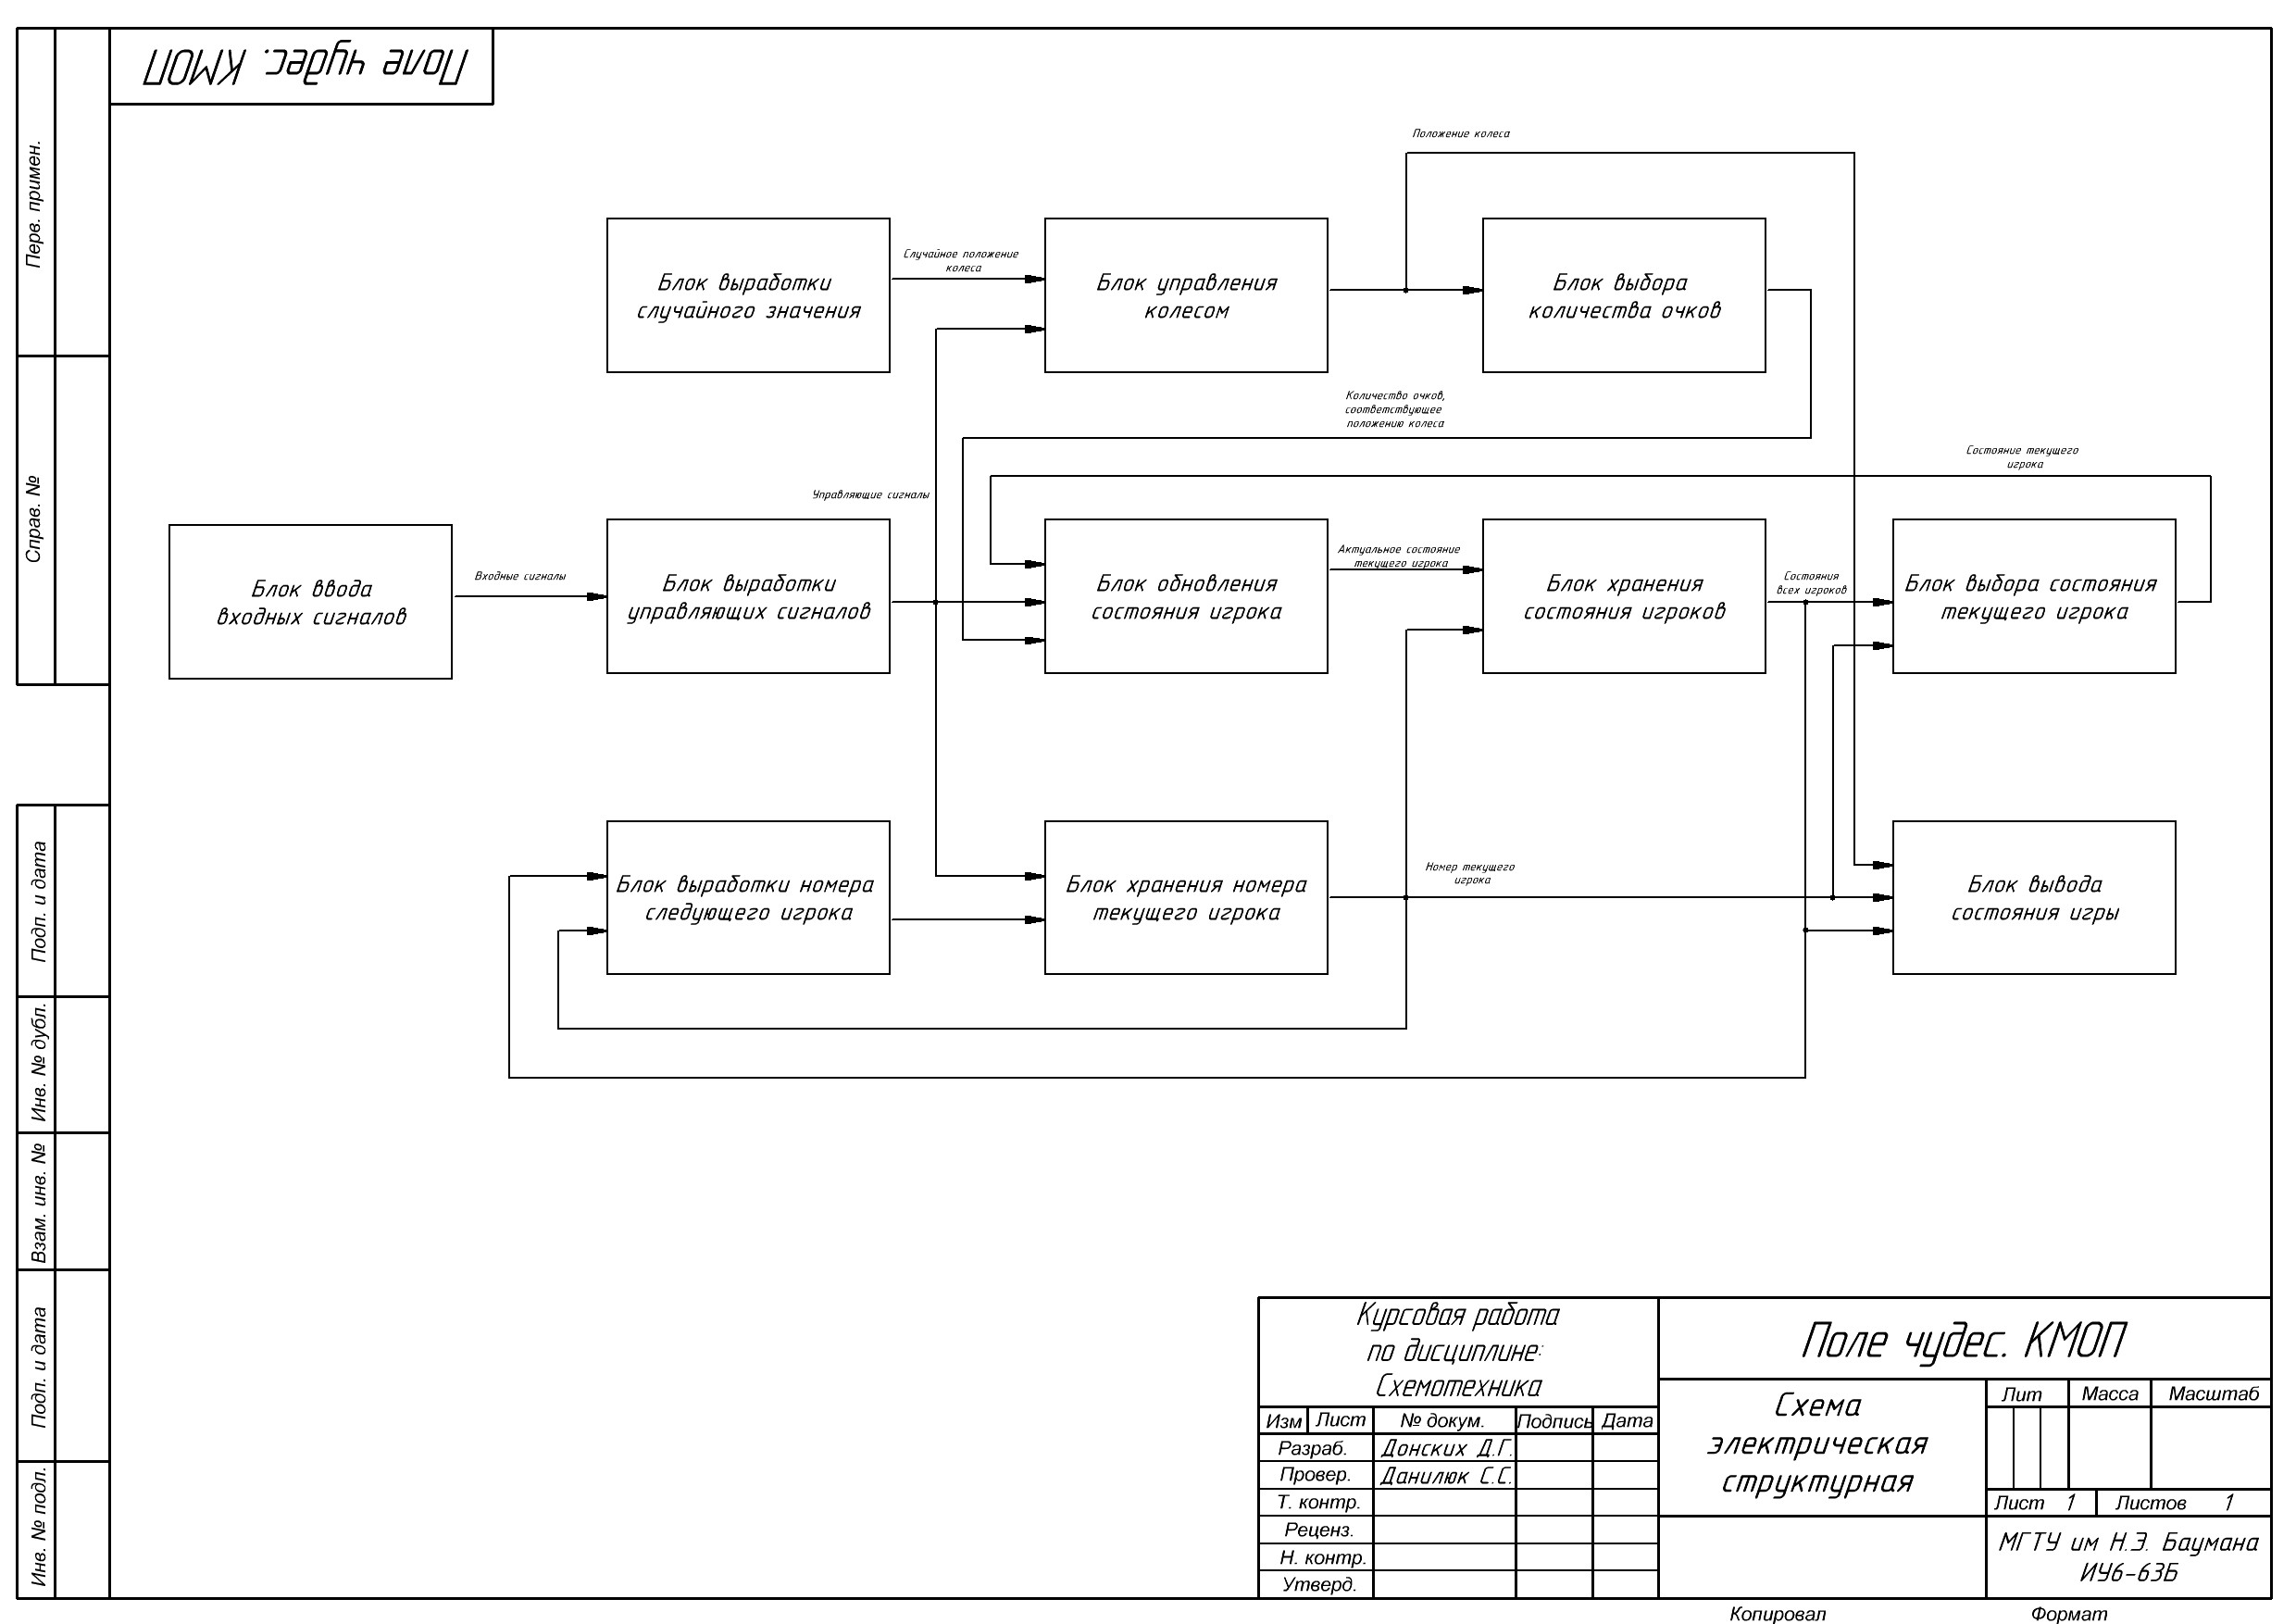 Поле чудес. КМОП
Перв. примен.
Справ. №
Подп. и дата
Инв. № дубл.
Взам. инв. №
Подп. и дата
Инв. № подл.
Положение колеса
Блок выработки
случайного значения
Случайное положение
колеса
Блок управления
колесом
Блок выбора
количества очков
Количество очков,
соответствующее
положению колеса
Состояние текущего
игрока
Управляющие сигналы
Блок ввода
входных сигналов
Входные сигналы
Блок выработки
управляющих сигналов
Блок обновления
состояния игрока
Актуальное состояние
текущего игрока
Блок хранения
состояния игроков
Состояния
всех игроков
Блок выбора состояния
текущего игрока
Блок выработки номера
следующего игрока
Блок хранения номера
текущего игрока
Номер текущего
игрока
Блок вывода
состояния игры
Курсовая работа
по дисциплине:
Схемотехника
Поле чудес. КМОП
Изм Лист № докум. Подпись Дата
Разраб. Донских Д.Г.
Провер. Данилюк С.С.
Т. контр.
Реценз.
Н. контр.
Утверд.
Схема
электрическая
структурная
Лит Масса Масштаб
Лист 1 Листов 1
МГТУ им Н.Э. Баумана
ИУ6-63Б
Копировал Формат